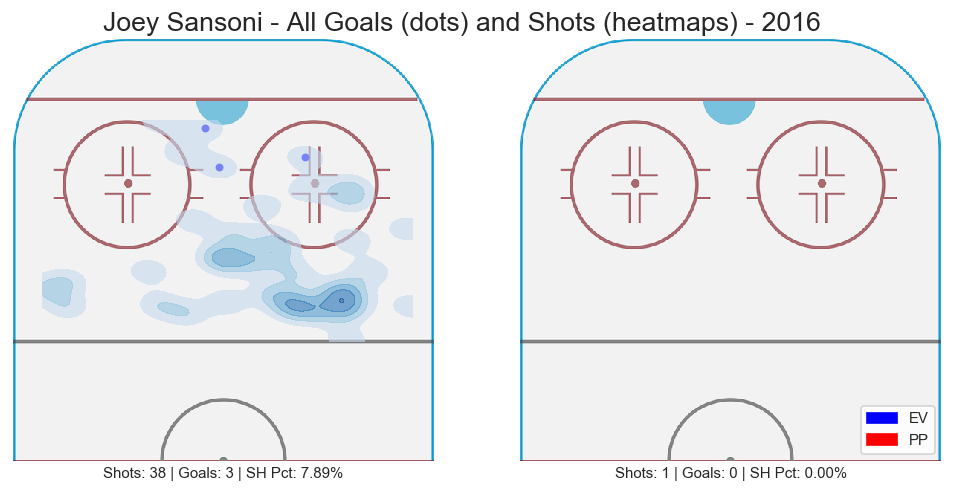 Joey Sansoni - All Goals (dots) and Shots (heatmaps) - 2016
EV
PP
Shots: 38 | Goals: 3 | SH Pct: 7.89%
Shots: 1 | Goals: 0 | SH Pct: 0.00%